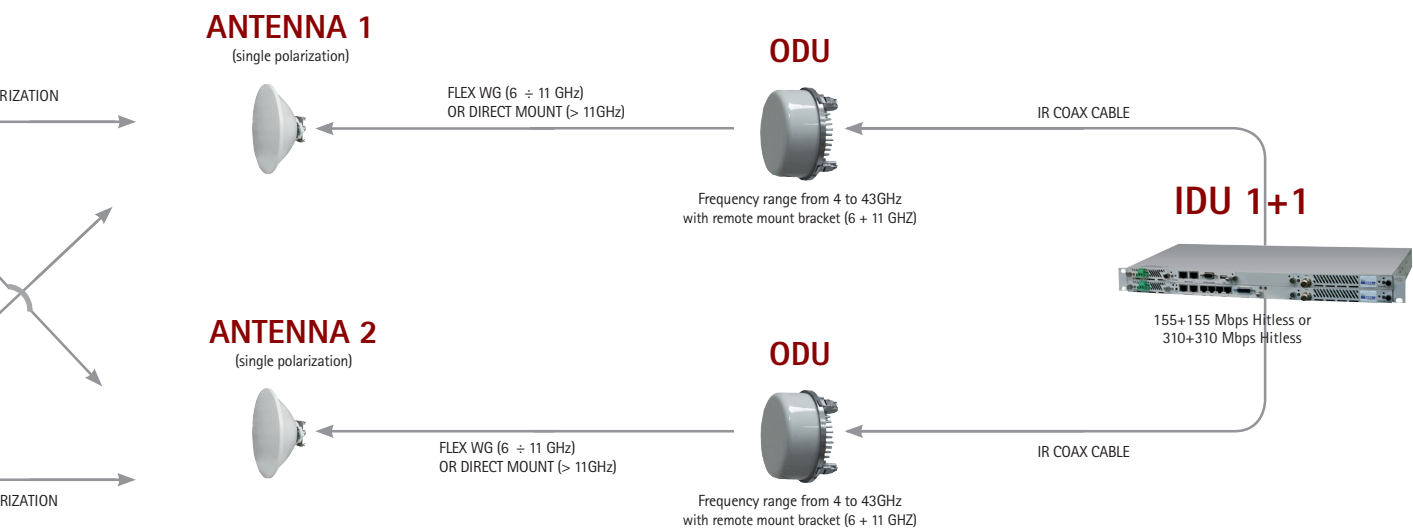 ANTENNA 1
(single polarization)
ODU
RIZATION
FLEX WG (6 ÷ 11 GHz)
OR DIRECT MOUNT (> 11GHz)
IR COAX CABLE
Frequency range from 4 to 43GHz
with remote mount bracket (6 + 11 GHZ)
IDU 1+1
155+155 Mbps Hitless or
310+310 Mbps Hitless
ANTENNA 2
(single polarization)
ODU
FLEX WG (6 ÷ 11 GHz)
OR DIRECT MOUNT (> 11GHz)
IR COAX CABLE
RIZATION
Frequency range from 4 to 43GHz
with remote mount bracket (6 + 11 GHZ)